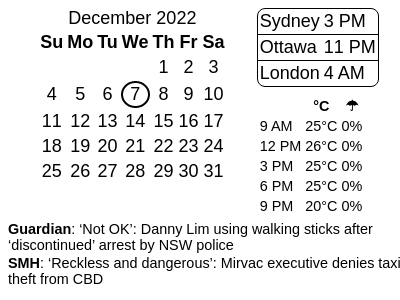 December 2022
Su Mo Tu We Th Fr Sa
1 2 3
4 5 6 7 8 9 10
11 12 13 14 15 16 17
18 19 20 21 22 23 24
25 26 27 28 29 30 31
Sydney 3 PM
Ottawa 11 PM
London 4 AM
°C ☂
9 AM 25°C 0%
12 PM 26°C 0%
3 PM 25°C 0%
6 PM 25°C 0%
9 PM 20°C 0%
Guardian: ‘Not OK’: Danny Lim using walking sticks after
‘discontinued’ arrest by NSW police
SMH: ‘Reckless and dangerous’: Mirvac executive denies taxi
theft from CBD